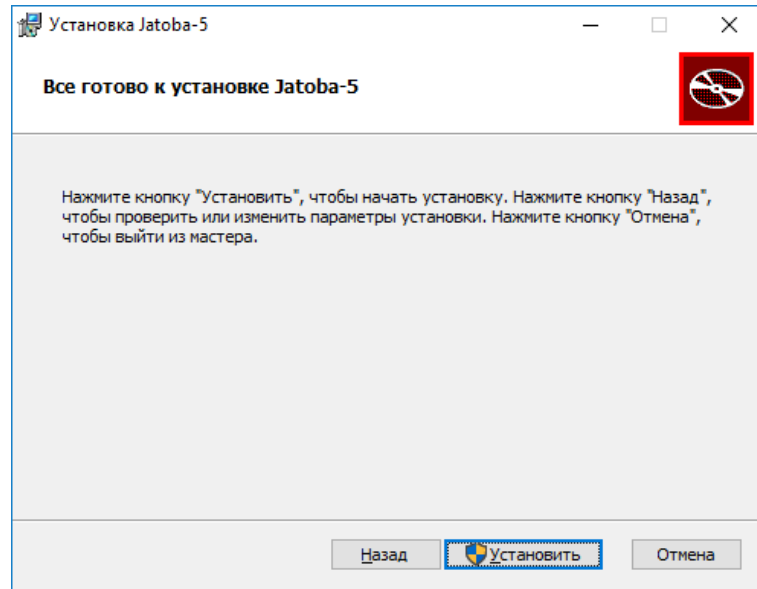 Установка Jatoba-5
Все готово к установке Jatoba-5
Нажмите кнопку "Установить", чтобы начать установку. Нажмите кнопку "Назад",
чтобы проверить или изменить параметры установки. Нажмите кнопку "Отмена",
чтобы выйти из мастера.
Назад
Установить
Отмена